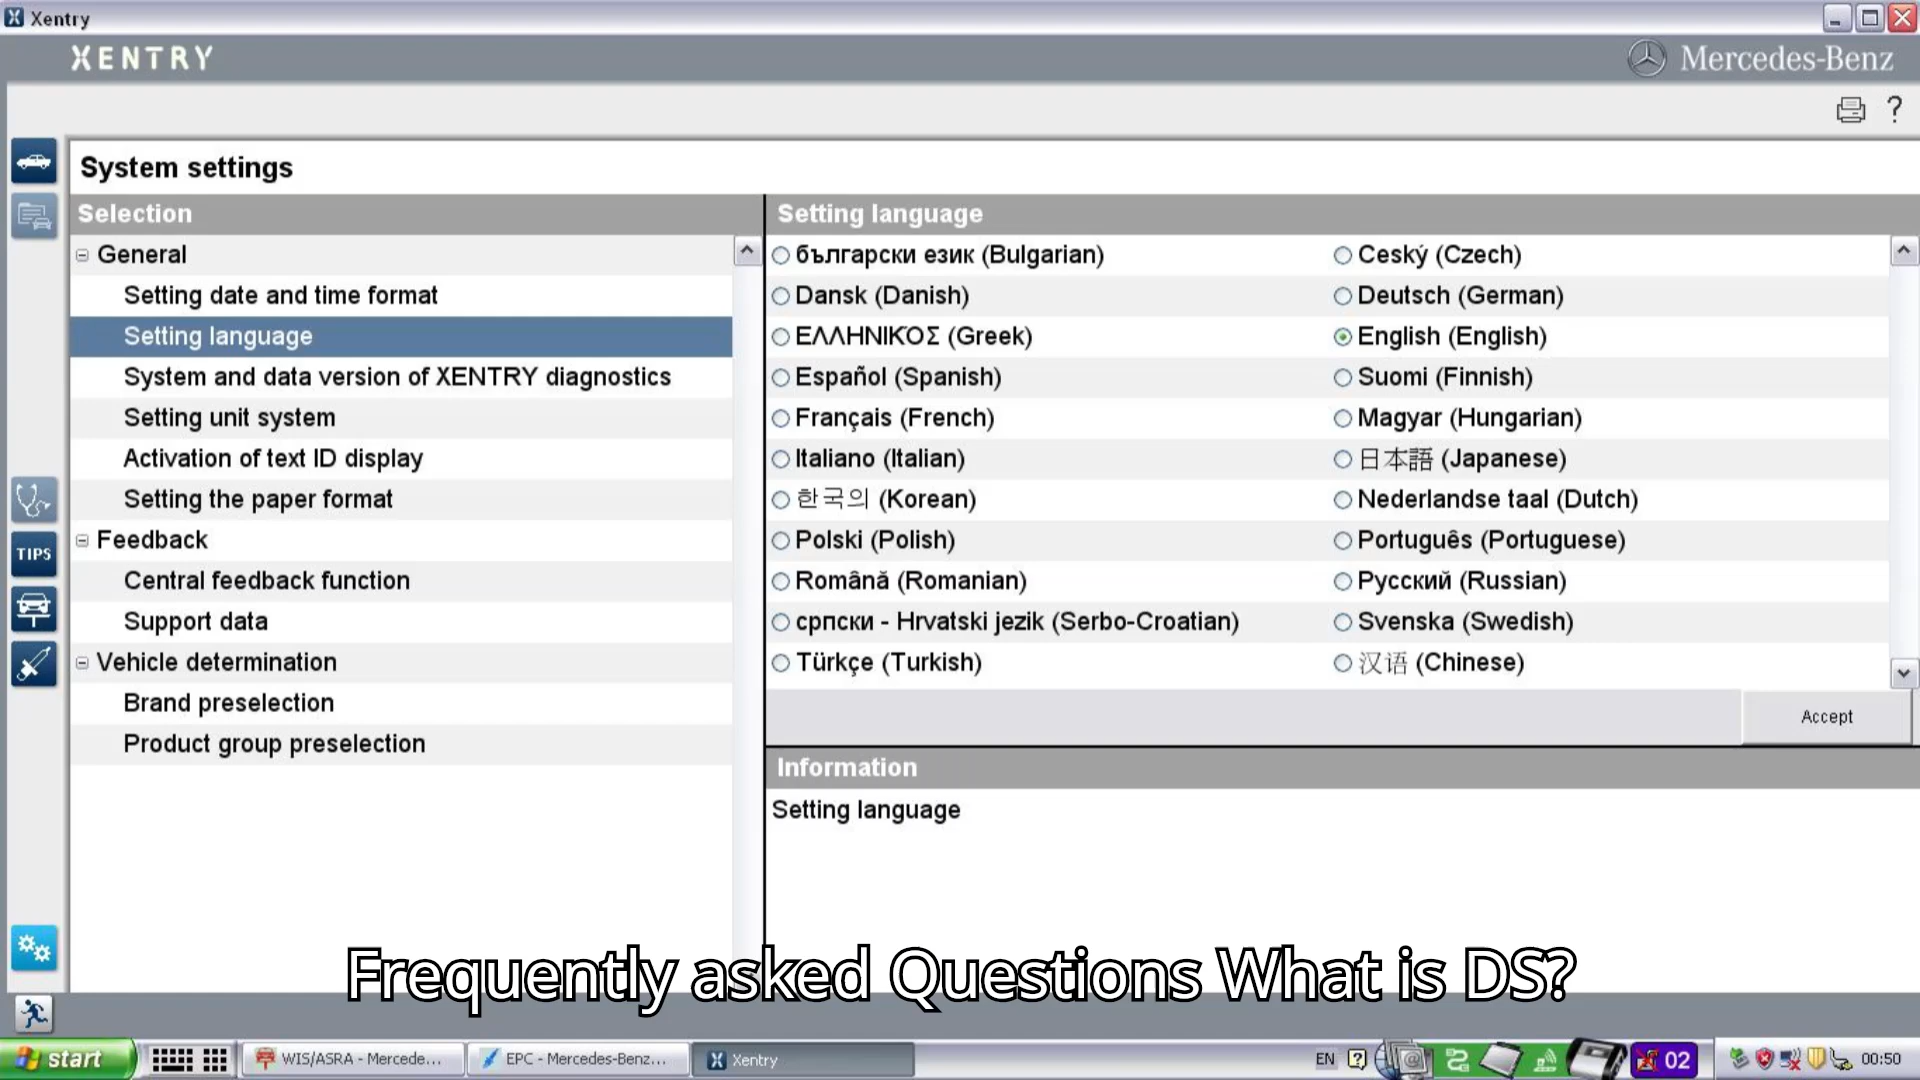 Xentry
XENTRY
Mercedes-Benz
?
System settings
Selection
General
Setting date and time format
Setting language
System and data version of XENTRY diagnostics
Setting unit system
Activation of text ID display
Setting the paper format
Feedback
Central feedback function
Support data
Vehicle determination
Brand preselection
Product group preselection
TIPS
Setting language
български език (Bulgarian) Ceský (Czech)
Dansk (Danish) Deutsch (German)
ΕΛΛΗΝΙΚΌΣ (Greek) English (English)
Español (Spanish) Suomi (Finnish)
Français (French) Magyar (Hungarian)
Italiano (Italian) 日本語 (Japanese)
한국의 (Korean) Nederlandse taal (Dutch)
Polski (Polish) Português (Portuguese)
Română (Romanian) Русский (Russian)
српски - Hrvatski jezik (Serbo-Croatian) Svenska (Swedish)
Türkçe (Turkish) 汉语 (Chinese)
Accept
Information
Setting language
Frequently asked Questions What is DS?
start WIS/ASRA - Mercede... EPC - Mercedes-Benz... Xentry EN 02 00:50